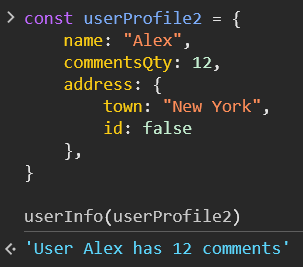 const userProfile2 = {
name: "Alex",
commentsQty: 12,
address: {
town: "New York",
id: false
},
}
userInfo(userProfile2)
'User Alex has 12 comments'